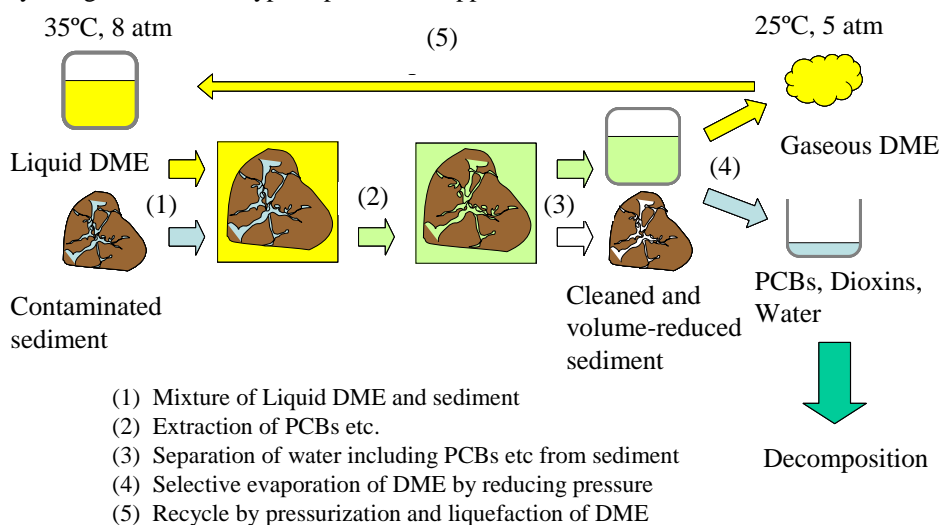 35ºC, 8 atm
(5)
25ºC, 5 atm
Liquid DME
Gaseous DME
(1)
(2)
(3)
(4)
Contaminated
sediment
Cleaned and
volume-reduced
sediment
PCBs, Dioxins,
Water
(1) Mixture of Liquid DME and sediment
(2) Extraction of PCBs etc.
(3) Separation of water including PCBs etc from sediment
(4) Selective evaporation of DME by reducing pressure
(5) Recycle by pressurization and liquefaction of DME
Decomposition